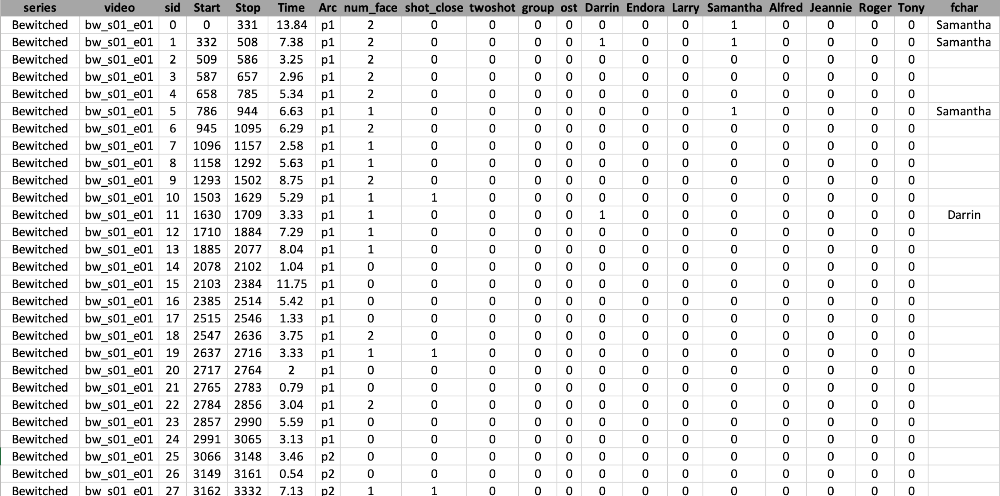 series video sid Start Stop Time Arc num_face shot_close twoshot group ost Darrin Endora Larry Samantha Alfred Jeannie Roger Tony fchar
Bewitched bw_s01_e01 0 0 331 13.84 p1 2 0 0 0 0 0 0 0 1 0 0 0 0 Samantha
Bewitched bw_s01_e01 1 332 508 7.38 p1 2 0 0 0 0 1 0 0 1 0 0 0 0 Samantha
Bewitched bw_s01_e01 2 509 586 3.25 p1 2 0 0 0 0 0 0 0 0 0 0 0 0
Bewitched bw_s01_e01 3 587 657 2.96 p1 2 0 0 0 0 0 0 0 0 0 0 0 0
Bewitched bw_s01_e01 4 658 785 5.34 p1 2 0 0 0 0 0 0 0 0 0 0 0 0
Bewitched bw_s01_e01 5 786 944 6.63 p1 1 0 0 0 0 0 0 0 1 0 0 0 0 Samantha
Bewitched bw_s01_e01 6 945 1095 6.29 p1 2 0 0 0 0 0 0 0 0 0 0 0 0
Bewitched bw_s01_e01 7 1096 1157 2.58 p1 1 0 0 0 0 0 0 0 0 0 0 0 0
Bewitched bw_s01_e01 8 1158 1292 5.63 p1 1 0 0 0 0 0 0 0 0 0 0 0 0
Bewitched bw_s01_e01 9 1293 1502 8.75 p1 2 0 0 0 0 0 0 0 0 0 0 0 0
Bewitched bw_s01_e01 10 1503 1629 5.29 p1 1 1 0 0 0 0 0 0 0 0 0 0 0
Bewitched bw_s01_e01 11 1630 1709 3.33 p1 1 0 0 0 0 1 0 0 0 0 0 0 0 Darrin
Bewitched bw_s01_e01 12 1710 1884 7.29 p1 1 0 0 0 0 0 0 0 0 0 0 0 0
Bewitched bw_s01_e01 13 1885 2077 8.04 p1 1 0 0 0 0 0 0 0 0 0 0 0 0
Bewitched bw_s01_e01 14 2078 2102 1.04 p1 0 0 0 0 0 0 0 0 0 0 0 0 0
Bewitched bw_s01_e01 15 2103 2384 11.75 p1 0 0 0 0 0 0 0 0 0 0 0 0 0
Bewitched bw_s01_e01 16 2385 2514 5.42 p1 0 0 0 0 0 0 0 0 0 0 0 0 0
Bewitched bw_s01_e01 17 2515 2546 1.33 p1 0 0 0 0 0 0 0 0 0 0 0 0 0
Bewitched bw_s01_e01 18 2547 2636 3.75 p1 2 0 0 0 0 0 0 0 0 0 0 0 0
Bewitched bw_s01_e01 19 2637 2716 3.33 p1 1 1 0 0 0 0 0 0 0 0 0 0 0
Bewitched bw_s01_e01 20 2717 2764 2 p1 0 0 0 0 0 0 0 0 0 0 0 0 0
Bewitched bw_s01_e01 21 2765 2783 0.79 p1 0 0 0 0 0 0 0 0 0 0 0 0 0
Bewitched bw_s01_e01 22 2784 2856 3.04 p1 2 0 0 0 0 0 0 0 0 0 0 0 0
Bewitched bw_s01_e01 23 2857 2990 5.59 p1 0 0 0 0 0 0 0 0 0 0 0 0 0
Bewitched bw_s01_e01 24 2991 3065 3.13 p1 0 0 0 0 0 0 0 0 0 0 0 0 0
Bewitched bw_s01_e01 25 3066 3148 3.46 p2 0 0 0 0 0 0 0 0 0 0 0 0 0
Bewitched bw_s01_e01 26 3149 3161 0.54 p2 0 0 0 0 0 0 0 0 0 0 0 0 0
Bewitched bw_s01_e01 27 3162 3332 7.13 p2 1 1 0 0 0 0 0 0 0 0 0 0 0